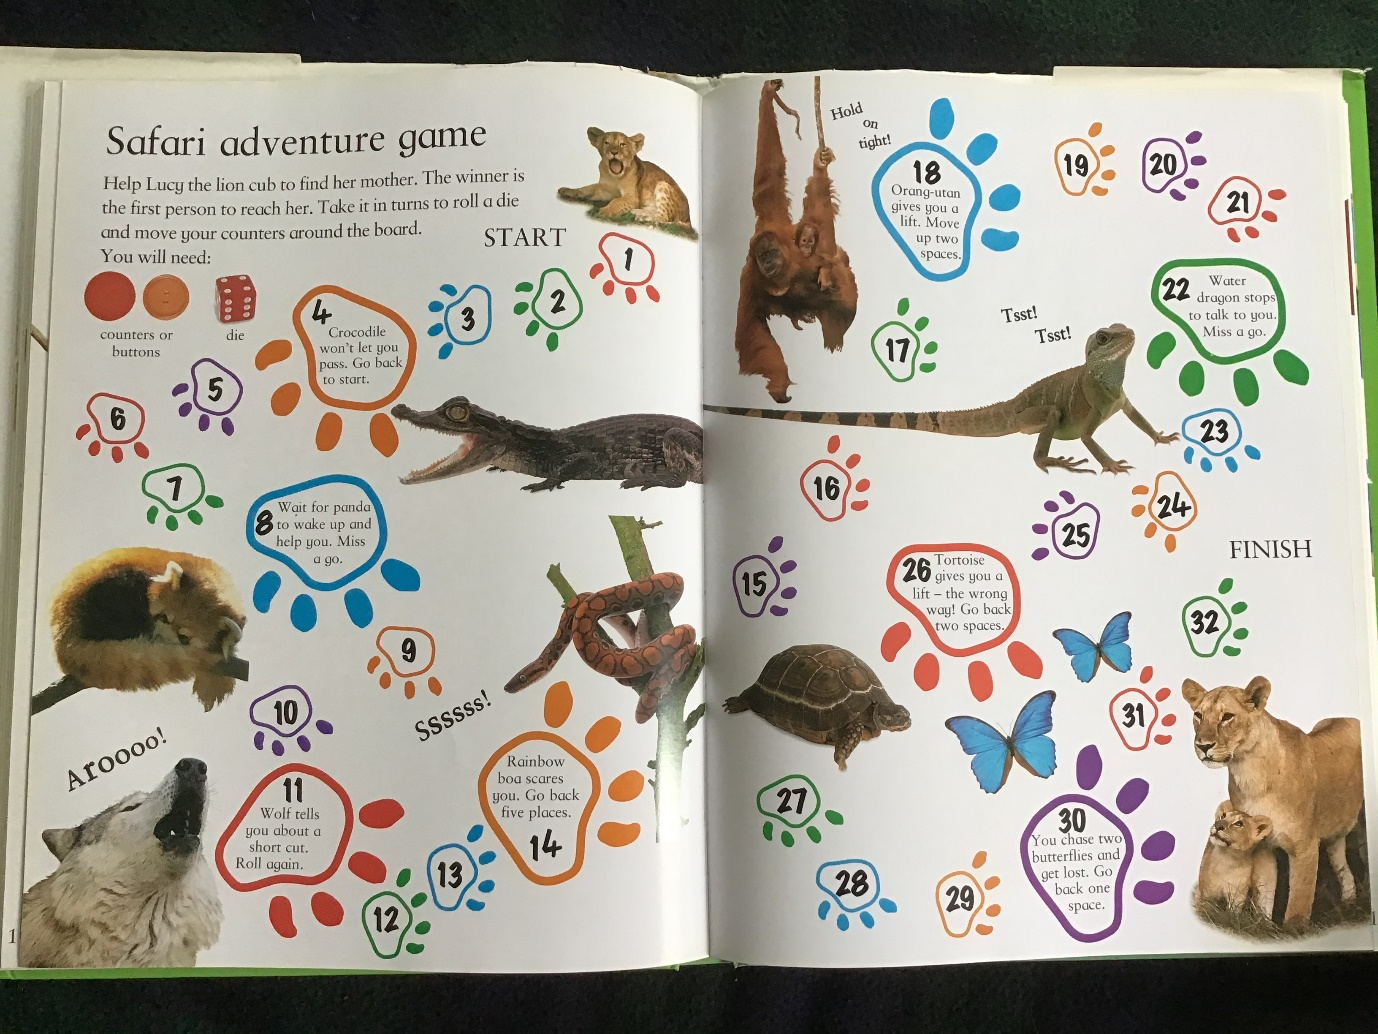 Safari adventure game
Help Lucy the lion cub to find her mother. The winner is
the first person to reach her. Take it in turns to roll a die
and move your counters around the board.
You will need:
counters or
buttons
die
START
1
2
3
4
Crocodile
won't let you
pass. Go back
to start.
5
6
7
8
Wait for panda
to wake up and
help you. Miss
a go.
9
10
Aroooo!
11
Wolf tells
you about a
short cut.
Roll again.
12
13
Ssssss!
Rainbow
boa scares
you. Go back
five places.
14
1
15
16
17
Hold
on
tight!
18
Orang-utan
gives you a
lift. Move
up two
spaces.
19
20
21
22
Water
dragon stops
to talk to you.
Miss a go.
Tsst!
Tsst!
23
24
25
26
Tortoise
gives you a
lift – the wrong
way! Go back
two spaces.
27
28
29
30
You chase two
butterflies and
get lost. Go
back one
space.
31
32
FINISH